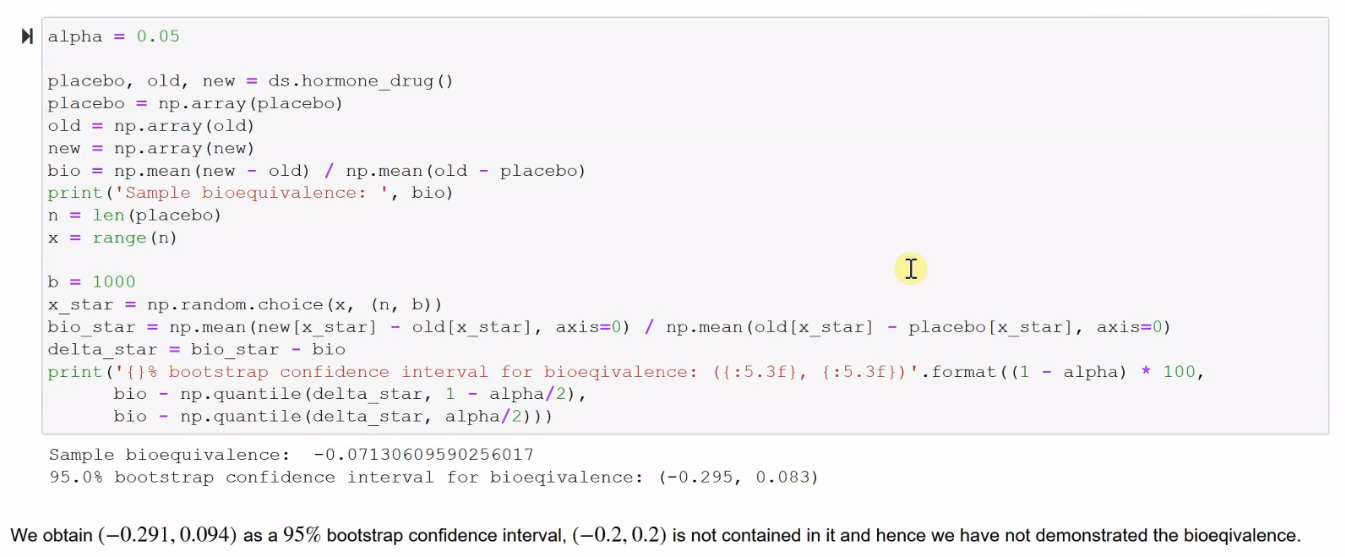 alpha = 0.05
placebo, old, new = ds.hormone_drug()
placebo = np.array(placebo)
old = np.array(old)
new = np.array(new)
bio = np.mean(new - old) / np.mean(old - placebo)
print('Sample bioequivalence: ', bio)
n = len(placebo)
x = range(n)
b = 1000
x_star = np.random.choice(x, (n, b))
bio_star = np.mean(new[x_star] - old[x_star], axis=0) / np.mean(old[x_star] - placebo[x_star], axis=0)
delta_star = bio_star - bio
print('{}% bootstrap confidence interval for bioeqivalence: ({:5.3f}, {:5.3f})'.format((1 - alpha) * 100,
bio - np.quantile(delta_star, 1 - alpha/2),
bio - np.quantile(delta_star, alpha/2)))
Sample bioequivalence:  -0.07130609590256017
95.0% bootstrap confidence interval for bioeqivalence: (-0.295, 0.083)
We obtain (−0.291, 0.094) as a 95% bootstrap confidence interval, (−0.2, 0.2) is not contained in it and hence we have not demonstrated the bioeqivalence.